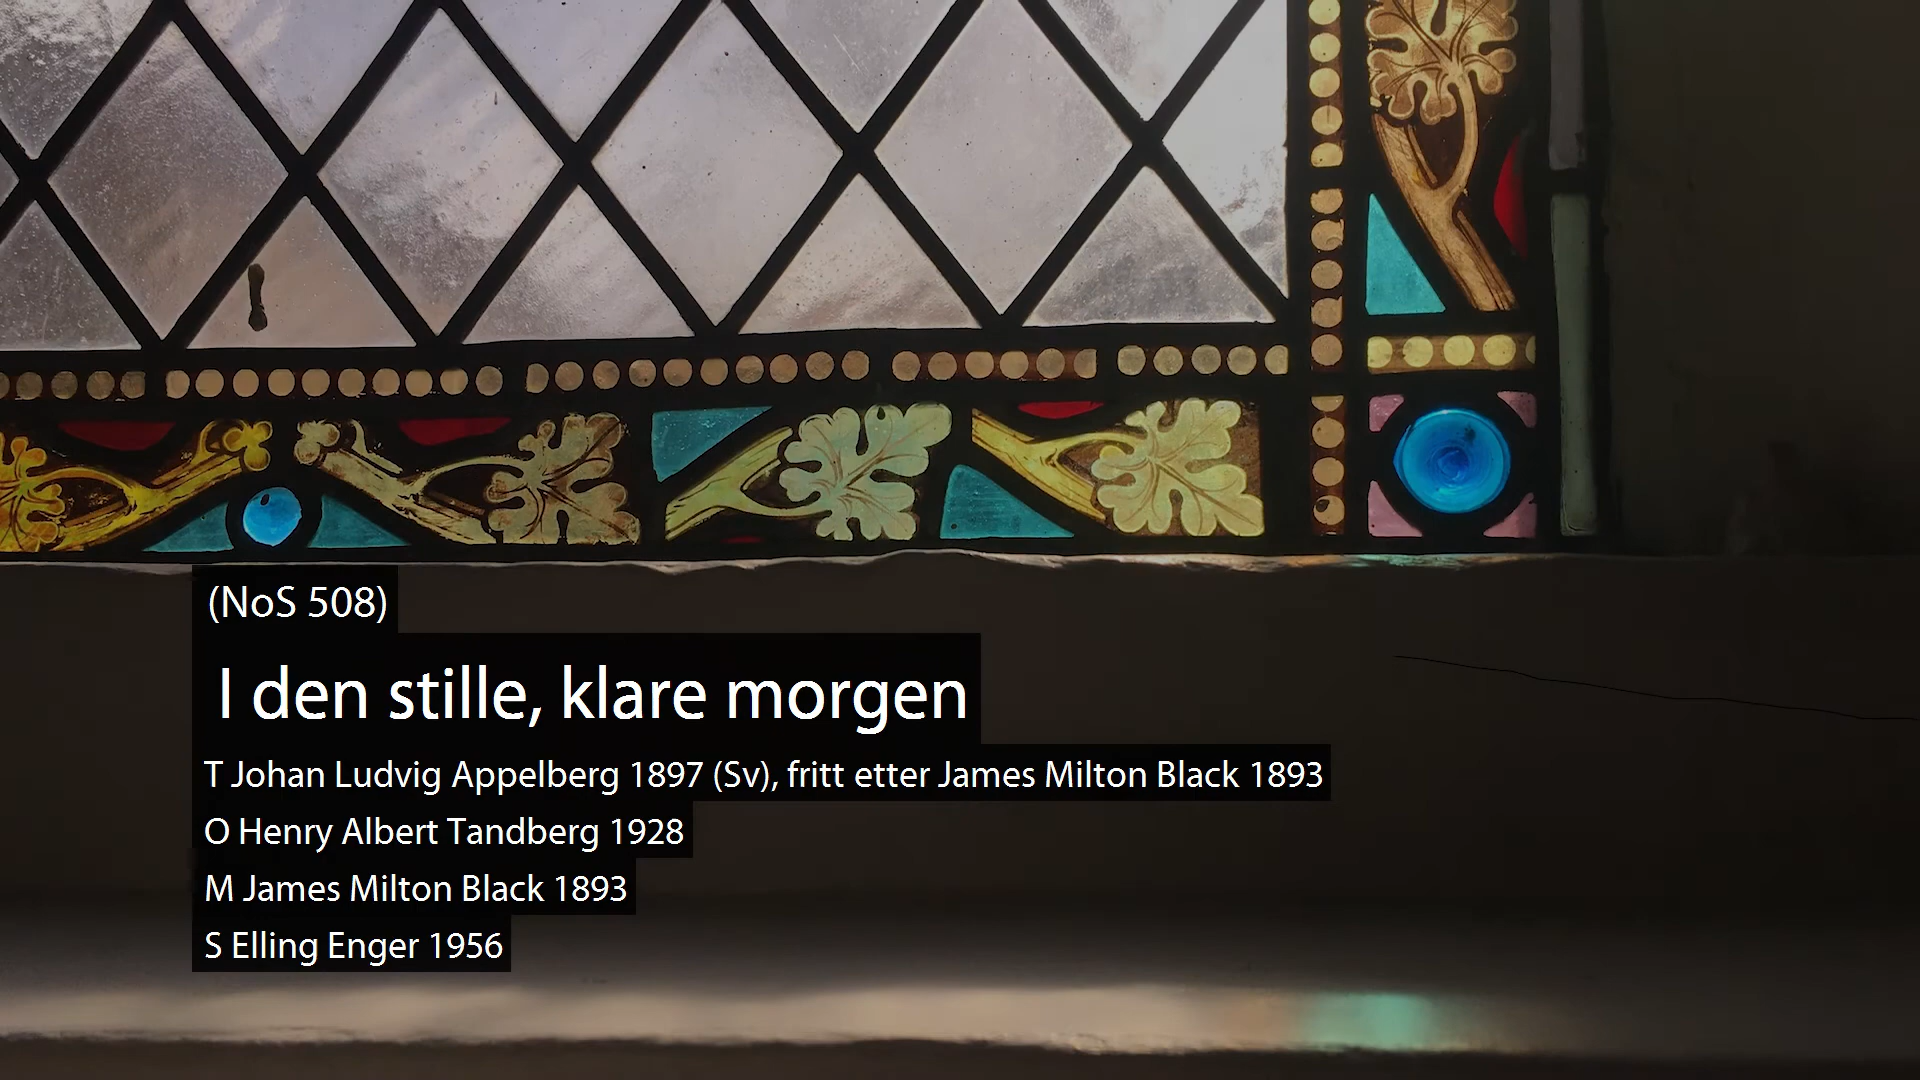 (NoS 508)
I den stille, klare morgen
T Johan Ludvig Appelberg 1897 (Sv), fritt etter James Milton Black 1893
O Henry Albert Tandberg 1928
M James Milton Black 1893
S Elling Enger 1956